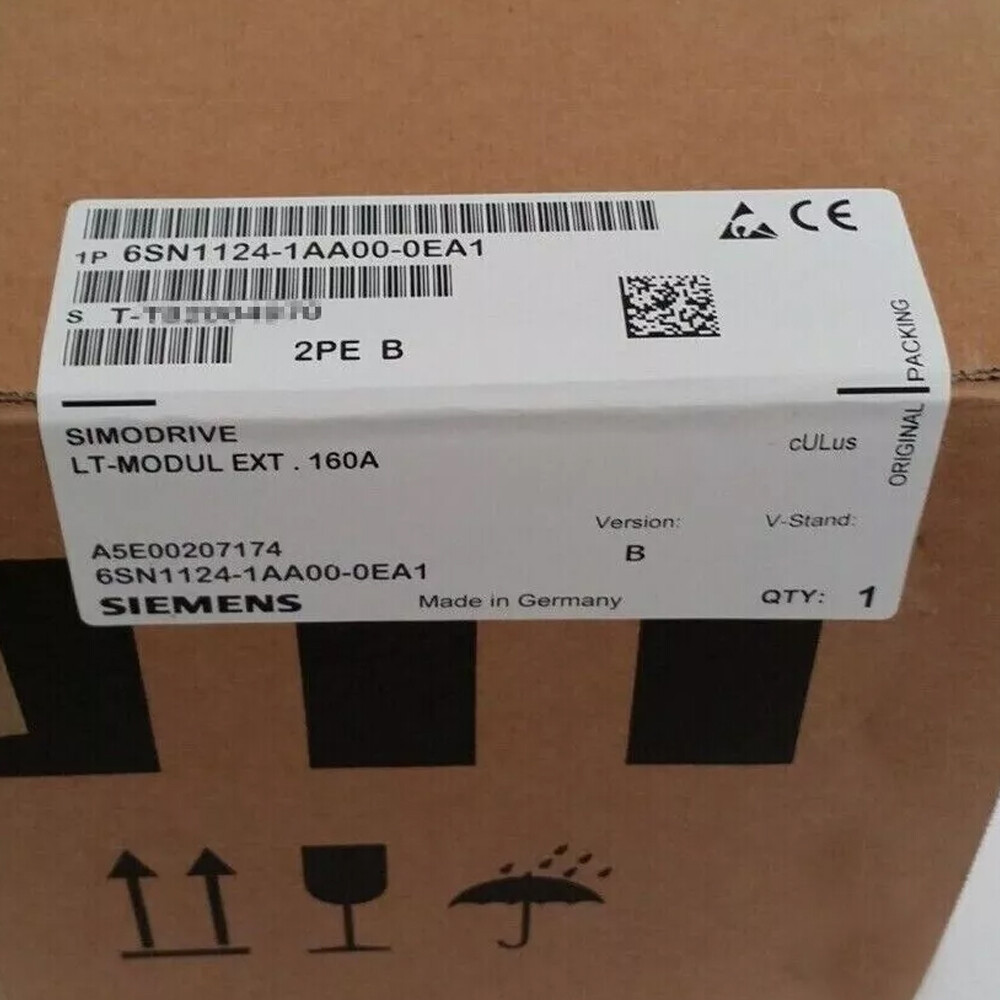 1P 6SN1124-1AA00-0EA1
S T-
2PE B
ORIGINAL PACKING
SIMODRIVE
LT-MODUL EXT . 160A
cULus
Version: V-Stand:
B
A5E00207174
6SN1124-1AA00-0EA1
SIEMENS Made in Germany QTY: 1
CE